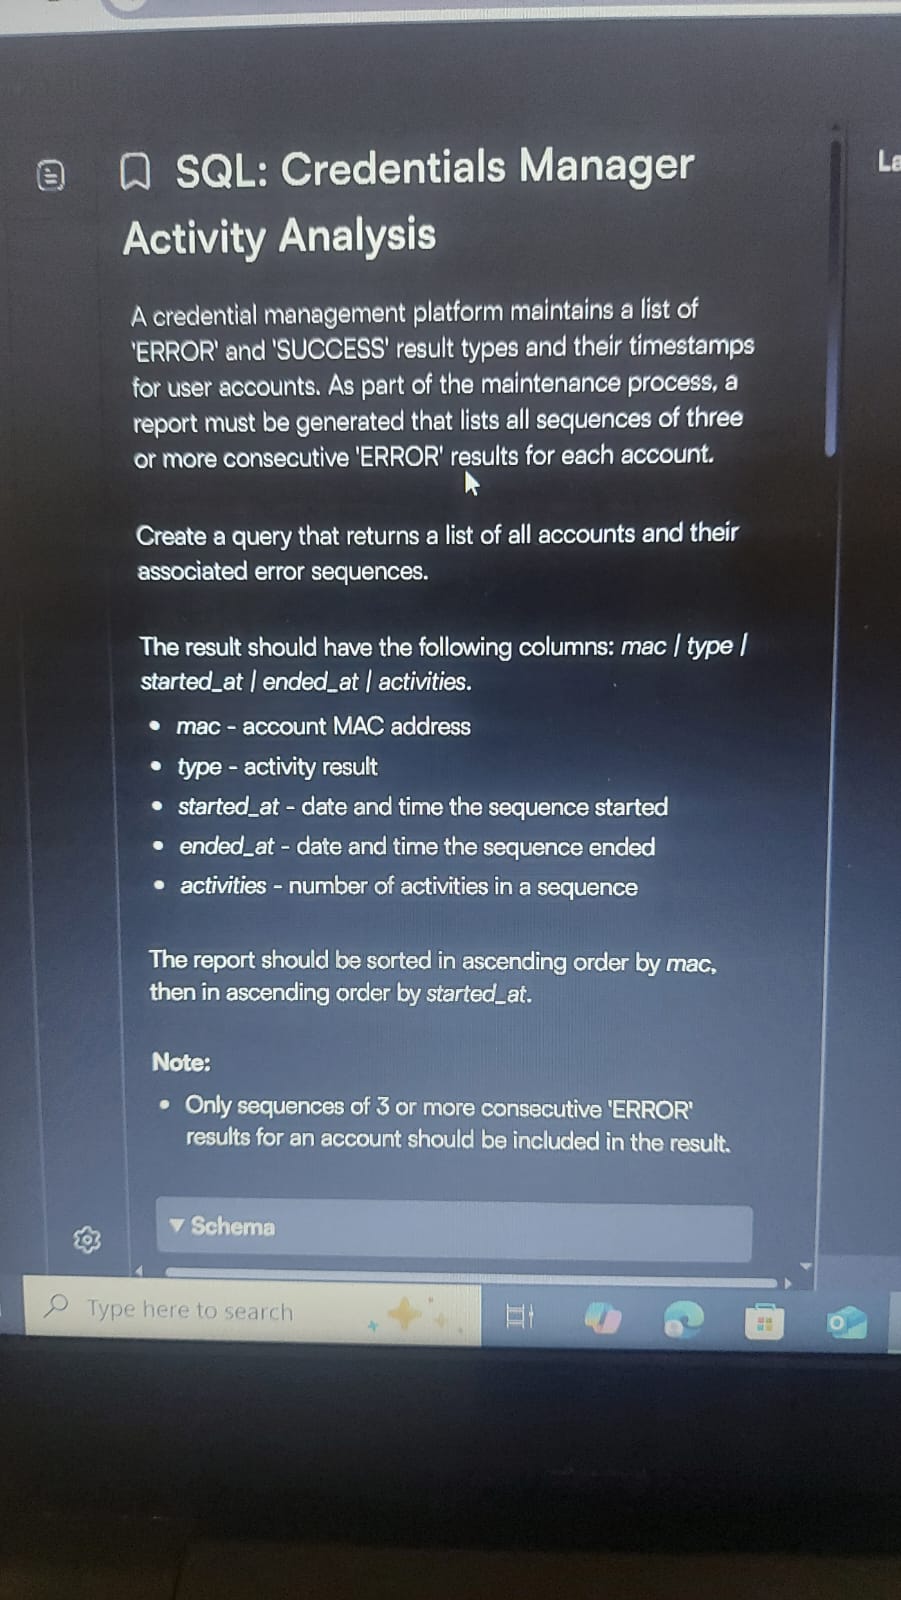 La
SQL: Credentials Manager
Activity Analysis
A credential management platform maintains a list of
'ERROR' and 'SUCCESS' result types and their timestamps
for user accounts. As part of the maintenance process, a
report must be generated that lists all sequences of three
or more consecutive 'ERROR' results for each account.
Create a query that returns a list of all accounts and their
associated error sequences.
The result should have the following columns: mac | type |
started_at | ended_at | activities.
• mac - account MAC address
• type - activity result
• started_at - date and time the sequence started
• ended_at - date and time the sequence ended
• activities - number of activities in a sequence
The report should be sorted in ascending order by mac,
then in ascending order by started_at.
Note:
• Only sequences of 3 or more consecutive 'ERROR'
results for an account should be included in the result.
▼ Schema
Type here to search